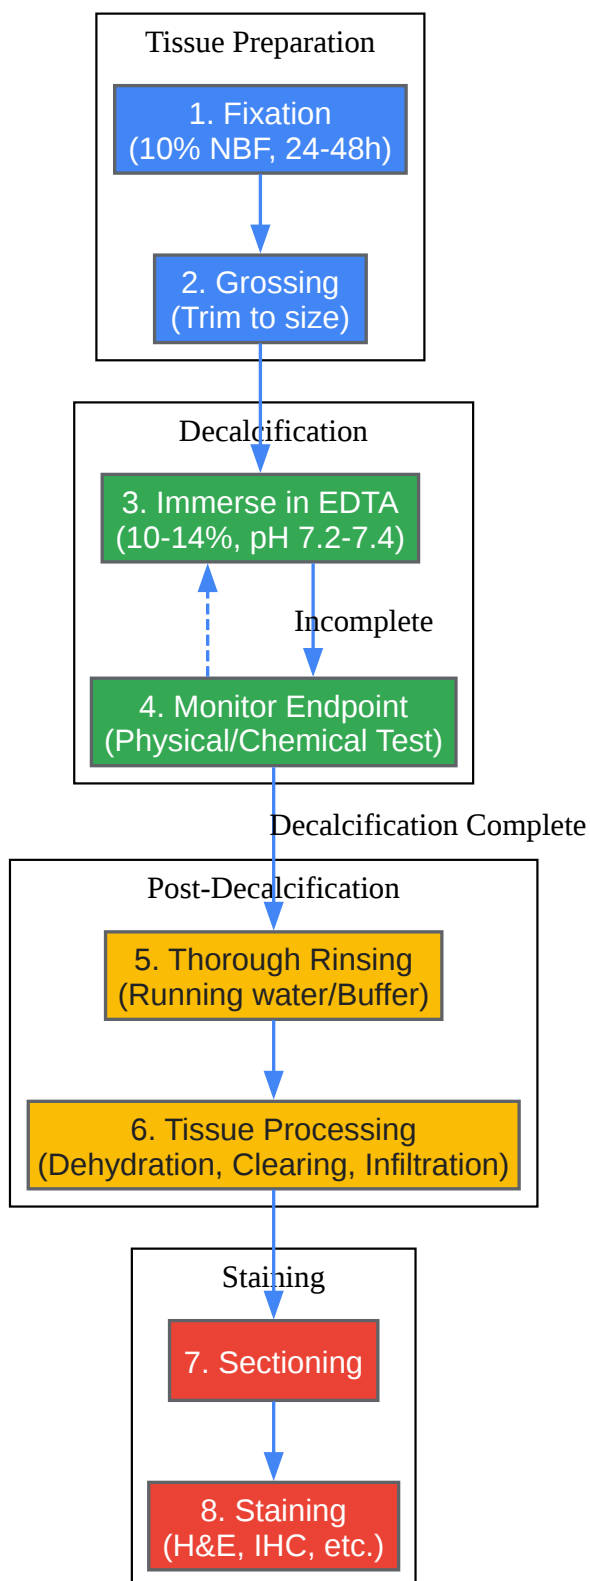 Tissue Preparation
1. Fixation
(10% NBF, 24-48h)
2. Grossing
(Trim to size)
Decalcification
3. Immerse in EDTA
(10-14%, pH 7.2-7.4)
Incomplete
4. Monitor Endpoint
(Physical/Chemical Test)
Decalcification Complete
Post-Decalcification
5. Thorough Rinsing
(Running water/Buffer)
6. Tissue Processing
(Dehydration, Clearing, Infiltration)
Staining
7. Sectioning
8. Staining
(H&E, IHC, etc.)